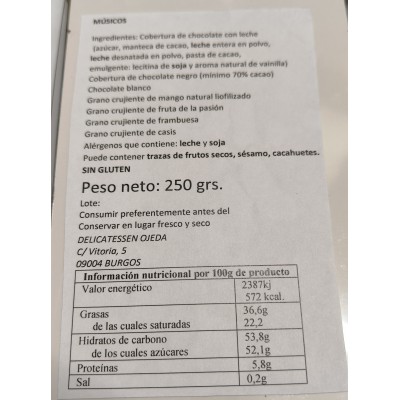 MÚSICOS
Ingredientes: Cobertura de chocolate con leche
(azúcar, manteca de cacao, leche entera en polvo,
leche desnatada en polvo, pasta de cacao,
emulgente: lecitina de soja y aroma natural de vainilla)
Cobertura de chocolate negro (mínimo 70% cacao)
Chocolate blanco
Grano crujiente de mango natural liofilizado
Grano crujiente de fruta de la pasión
Grano crujiente de frambuesa
Grano crujiente de casis
Alérgenos que contiene: leche y soja
Puede contener trazas de frutos secos, sésamo, cacahuetes.
SIN GLUTEN
Peso neto: 250 grs.
Lote:
Consumir preferentemente antes del
Conservar en lugar fresco y seco
DELICATESSEN OJEDA
C/ Vitoria, 5
09004 BURGOS
Información nutricional por 100g de producto
Valor energético 2387kj
572 kcal.
Grasas 36,6g
de las cuales saturadas 22,2
Hidratos de carbono 53,8g
de los cuales azúcares 52,1g
Proteínas 5,8g
Sal 0,2g